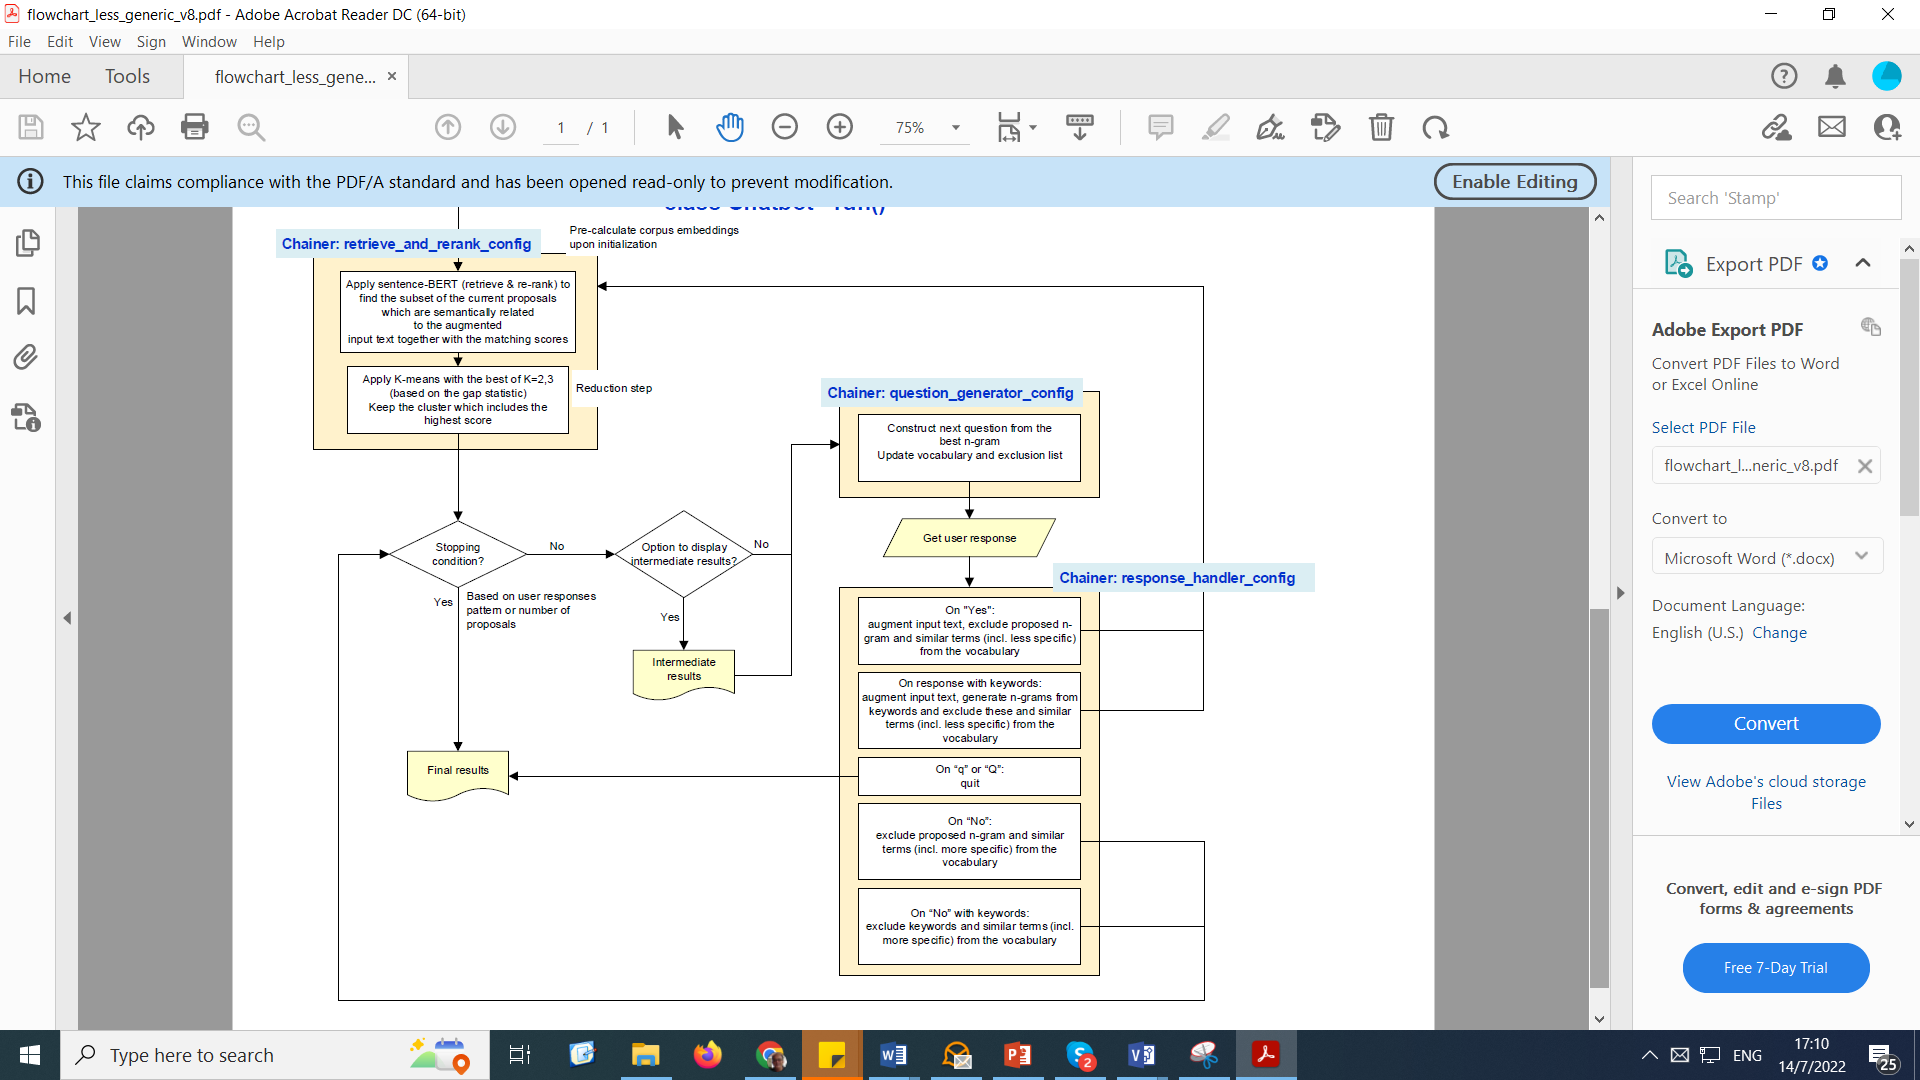 flowchart_less_generic_v8.pdf - Adobe Acrobat Reader DC (64-bit)
File Edit View Sign Window Help
Home Tools flowchart_less_gene... ×
1 / 1 75%
This file claims compliance with the PDF/A standard and has been opened read-only to prevent modification.
Enable Editing
class Chatbot - run()
Pre-calculate corpus embeddings
upon initialization
Chainer: retrieve_and_rerank_config
Apply sentence-BERT (retrieve & re-rank) to
find the subset of the current proposals
which are semantically related
to the augmented
input text together with the matching scores
Apply K-means with the best of K=2,3
(based on the gap statistic)
Keep the cluster which includes the
highest score
Reduction step
Chainer: question_generator_config
Construct next question from the
best n-gram
Update vocabulary and exclusion list
Get user response
Stopping
condition?
No
Option to display
intermediate results?
No
Yes
Based on user responses
pattern or number of
proposals
Yes
Intermediate
results
Final results
Chainer: response_handler_config
On "Yes":
augment input text, exclude proposed n-
gram and similar terms (incl. less specific)
from the vocabulary
On response with keywords:
augment input text, generate n-grams from
keywords and exclude these and similar
terms (incl. less specific) from the
vocabulary
On “q” or “Q”:
quit
On “No”:
exclude proposed n-gram and similar
terms (incl. more specific) from the
vocabulary
On “No” with keywords:
exclude keywords and similar terms (incl.
more specific) from the vocabulary
Search 'Stamp'
Export PDF
Adobe Export PDF
Convert PDF Files to Word
or Excel Online
Select PDF File
flowchart_l...neric_v8.pdf
Convert to
Microsoft Word (*.docx)
Document Language:
English (U.S.) Change
Convert
View Adobe's cloud storage
Files
Convert, edit and e-sign PDF
forms & agreements
Free 7-Day Trial
Type here to search
2
ENG
17:10
14/7/2022
25